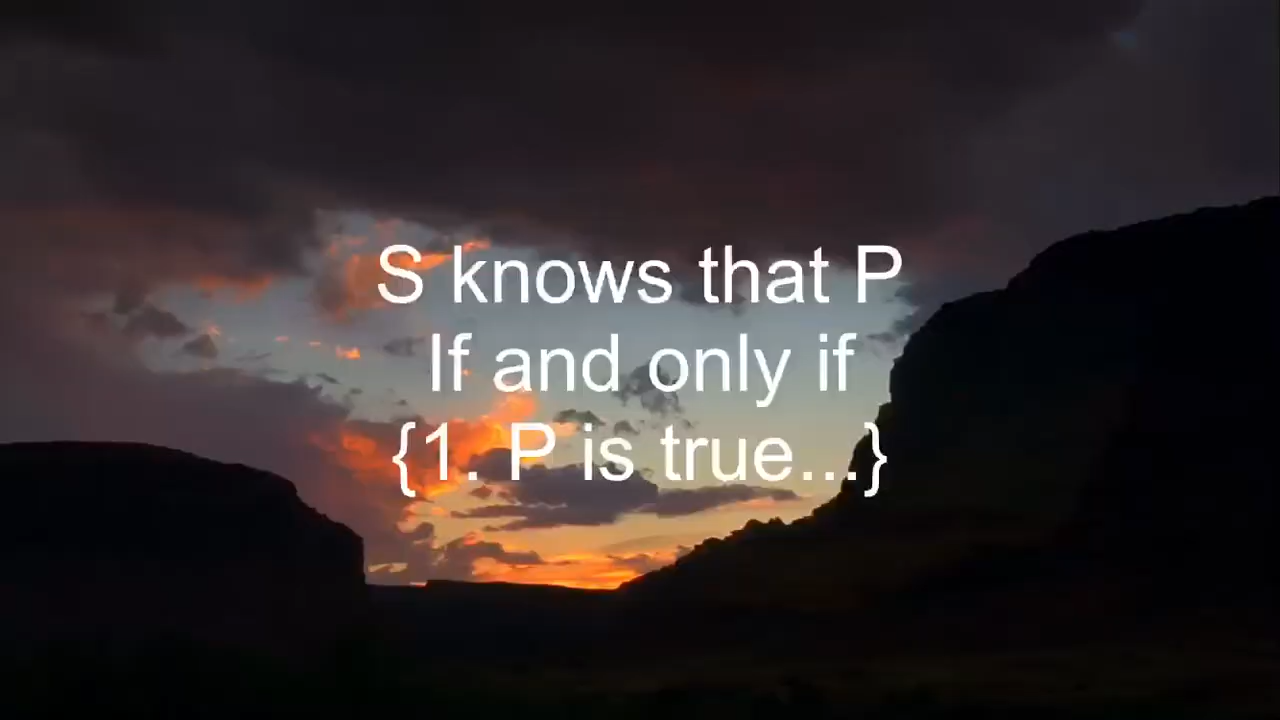 S knows that P
If and only if
{1. P is true...}